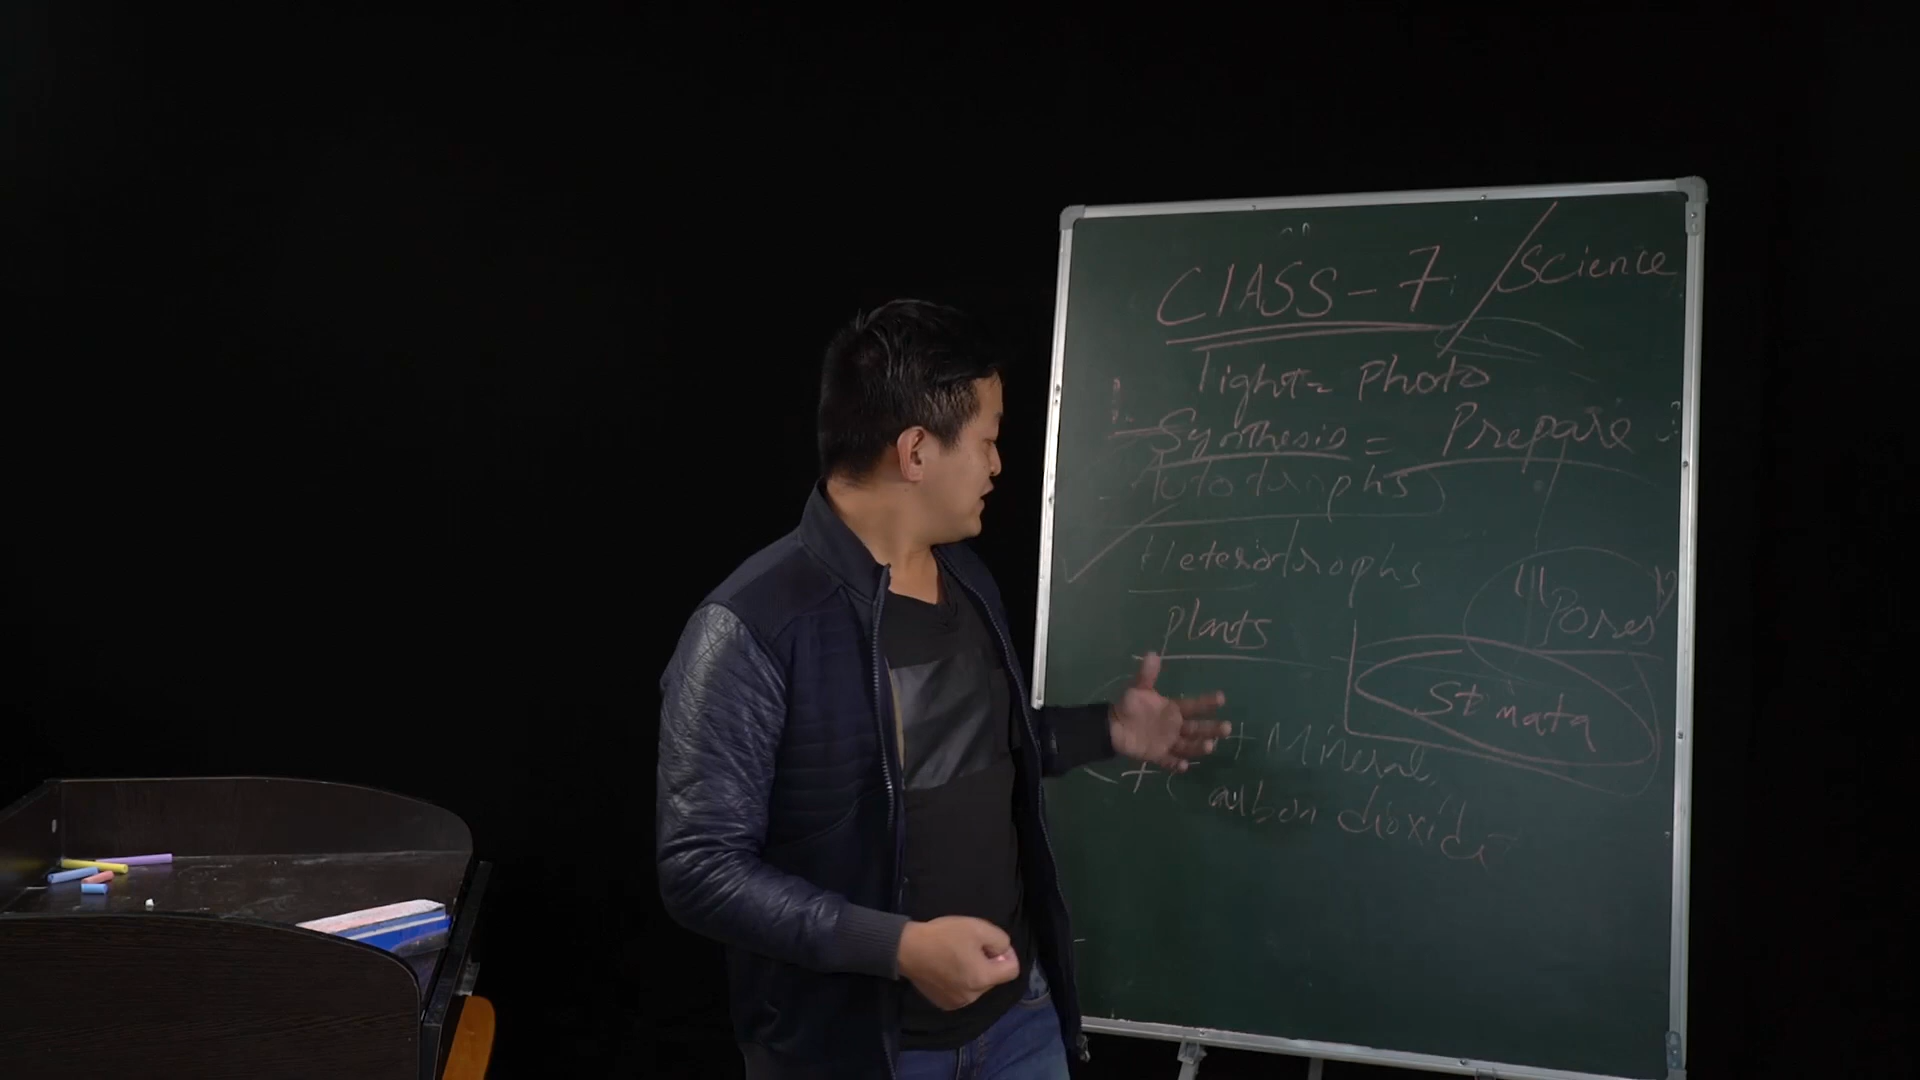 CLASS - 7 / Science
light = Photo
Synthesis = Prepare
Autotrophs
Heterotrophs
"Pores"
Plants
Stomata
+ Mineral
+ Carbon dioxide